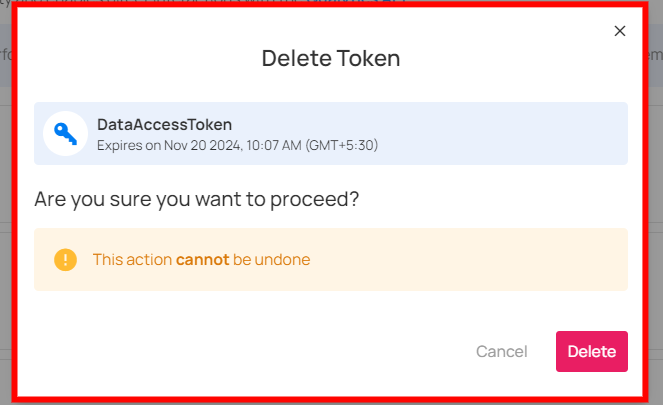 Delete Token
DataAccessToken
Expires on Nov 20 2024, 10:07 AM (GMT+5:30)
Are you sure you want to proceed?
This action cannot be undone
Cancel
Delete